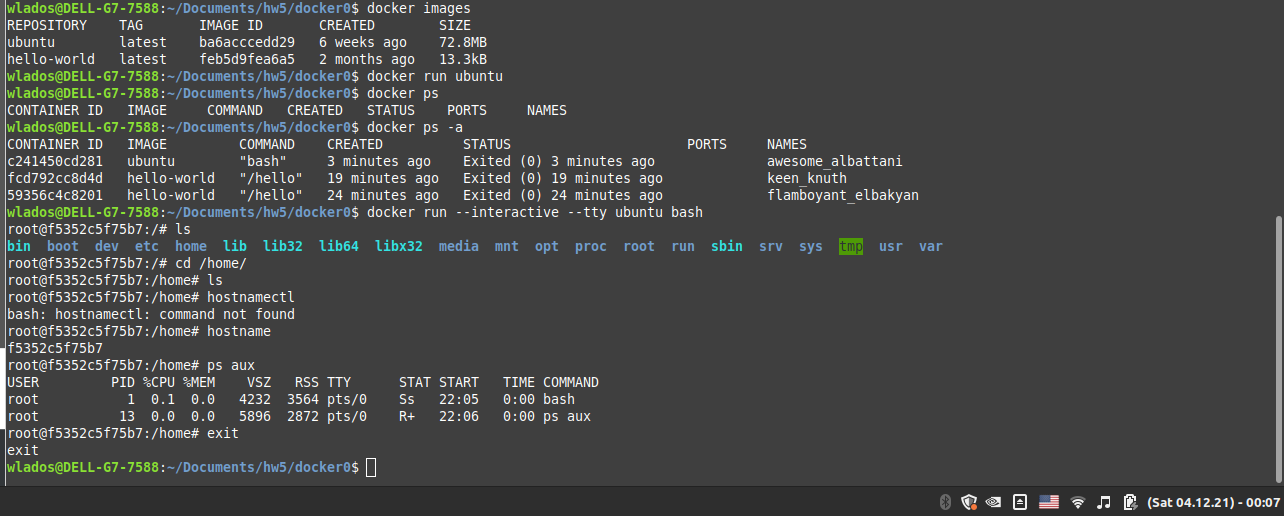 wlados@DELL-G7-7588:~/Documents/hw5/docker0$ docker images
REPOSITORY    TAG       IMAGE ID       CREATED        SIZE
ubuntu        latest    ba6acccedd29   6 weeks ago    72.8MB
hello-world   latest    feb5d9fea6a5   2 months ago   13.3kB
wlados@DELL-G7-7588:~/Documents/hw5/docker0$ docker run ubuntu
wlados@DELL-G7-7588:~/Documents/hw5/docker0$ docker ps
CONTAINER ID   IMAGE     COMMAND   CREATED   STATUS    PORTS     NAMES
wlados@DELL-G7-7588:~/Documents/hw5/docker0$ docker ps -a
CONTAINER ID   IMAGE         COMMAND    CREATED          STATUS                      PORTS     NAMES
c241450cd281   ubuntu        "bash"     3 minutes ago    Exited (0) 3 minutes ago              awesome_albattani
fcd792cc8d4d   hello-world   "/hello"   19 minutes ago   Exited (0) 19 minutes ago             keen_knuth
59356c4c8201   hello-world   "/hello"   24 minutes ago   Exited (0) 24 minutes ago             flamboyant_elbakyan
wlados@DELL-G7-7588:~/Documents/hw5/docker0$ docker run --interactive --tty ubuntu bash
root@f5352c5f75b7:/# ls
bin  boot  dev  etc  home  lib  lib32  lib64  libx32  media  mnt  opt  proc  root  run  sbin  srv  sys  tmp  usr  var
root@f5352c5f75b7:/# cd /home/
root@f5352c5f75b7:/home# ls
root@f5352c5f75b7:/home# hostnamectl
bash: hostnamectl: command not found
root@f5352c5f75b7:/home# hostname
f5352c5f75b7
root@f5352c5f75b7:/home# ps aux
USER         PID %CPU %MEM    VSZ   RSS TTY      STAT START   TIME COMMAND
root           1  0.1  0.0   4232  3564 pts/0    Ss   22:05   0:00 bash
root          13  0.0  0.0   5896  2872 pts/0    R+   22:06   0:00 ps aux
root@f5352c5f75b7:/home# exit
exit
wlados@DELL-G7-7588:~/Documents/hw5/docker0$
(Sat 04.12.21) - 00:07